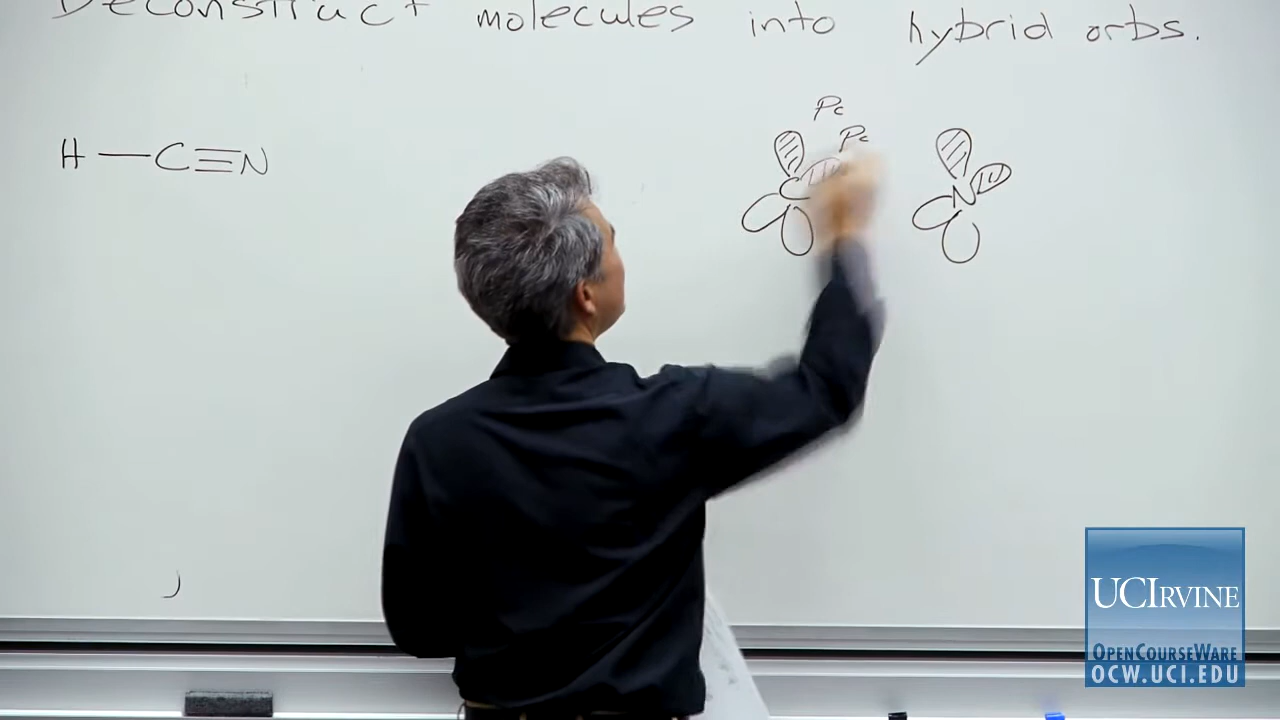 Deconstruct molecules into hybrid orbs.
Pc
Pc
H — C≡N
C
N
UCIRVINE
OPENCOURSEWARE
OCW.UCI.EDU